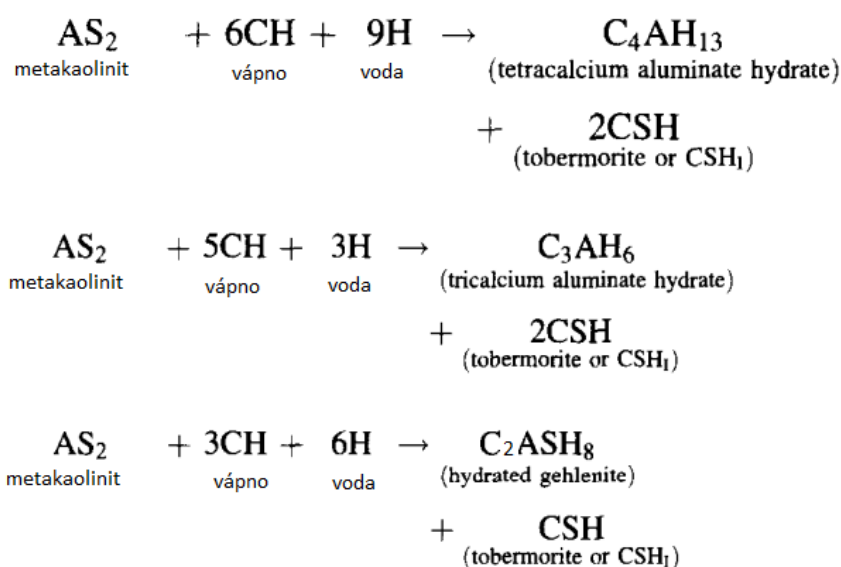 AS₂ + 6CH + 9H → C₄AH₁₃
metakaolinit vápno voda (tetracalcium aluminate hydrate)
+ 2CSH
(tobermorite or CSH₁)
AS₂ + 5CH + 3H → C₃AH₆
metakaolinit vápno voda (tricalcium aluminate hydrate)
+ 2CSH
(tobermorite or CSH₁)
AS₂ + 3CH + 6H → C₂ASH₈
metakaolinit vápno voda (hydrated gehlenite)
+ CSH
(tobermorite or CSH₁)